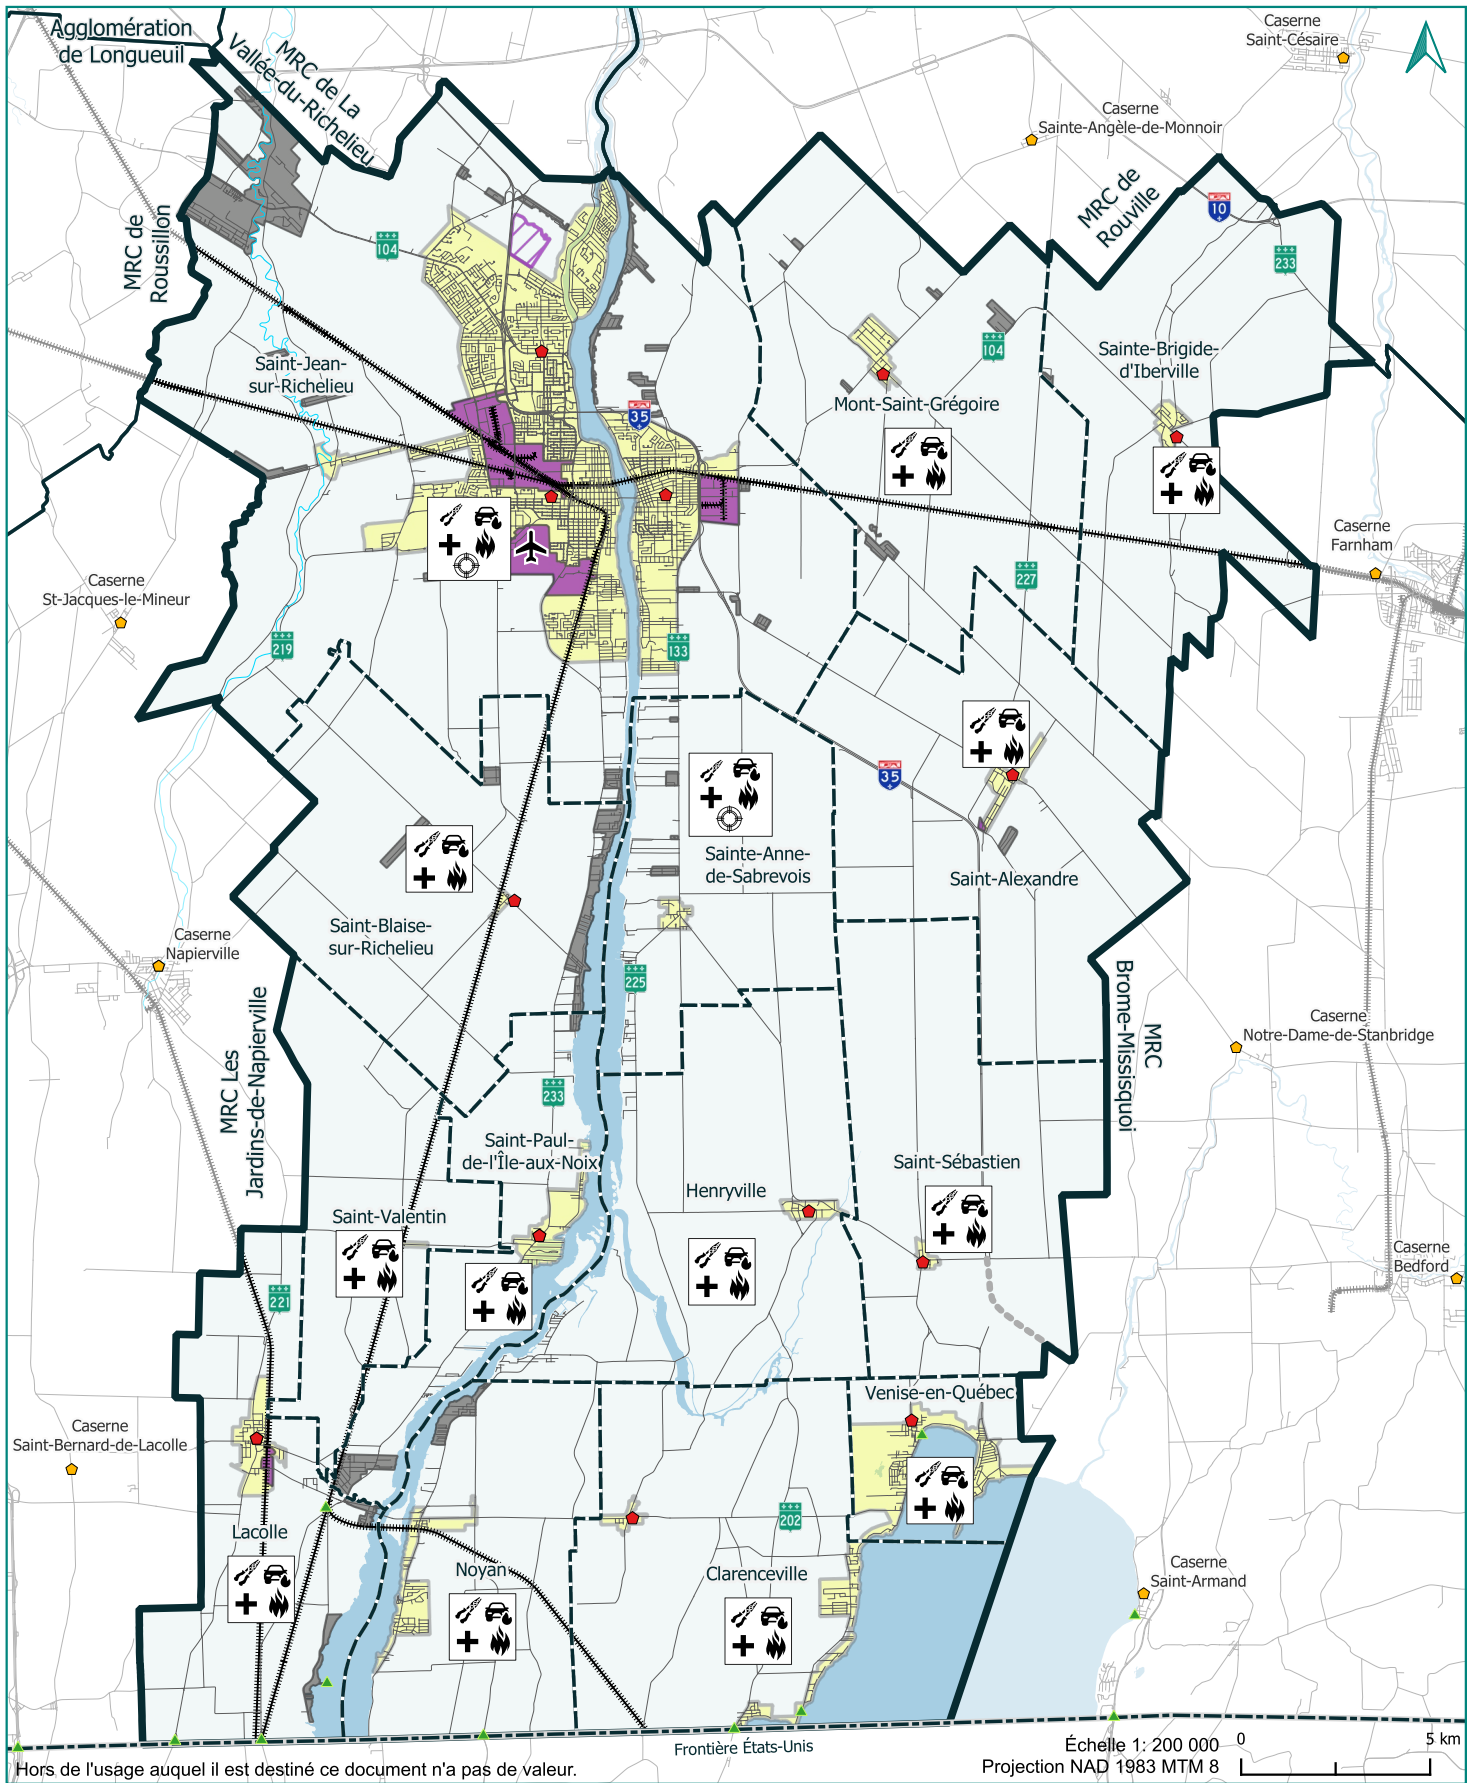 Agglomération
de Longueuil
MRC de La
Vallée-du-Richelieu
Caserne
Saint-Césaire
Caserne
Sainte-Angèle-de-Monnoir
MRC de
Rouville
10
233
MRC de
Roussillon
104
Saint-Jean-
sur-Richelieu
35
104
Mont-Saint-Grégoire
Sainte-Brigide-
d'Iberville
Caserne
Farnham
Caserne
St-Jacques-le-Mineur
227
219
133
35
Sainte-Anne-
de-Sabrevois
Saint-Alexandre
Saint-Blaise-
sur-Richelieu
Caserne
Napierville
225
MRC
Brome-Missisquoi
Caserne
Notre-Dame-de-Stanbridge
MRC Les
Jardins-de-Napierville
233
Saint-Paul-
de-l'Île-aux-Noix
Saint-Sébastien
Henryville
Saint-Valentin
Caserne
Bedford
221
Venise-en-Québec
Caserne
Saint-Bernard-de-Lacolle
202
Lacolle
Noyan
Clarenceville
Caserne
Saint-Armand
Frontière États-Unis
Échelle 1: 200 000
Projection NAD 1983 MTM 8
0 5 km
Hors de l'usage auquel il est destiné ce document n'a pas de valeur.